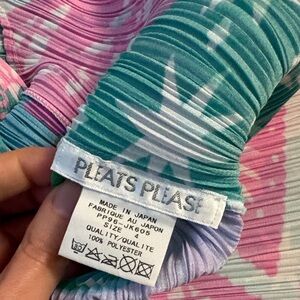 PLEATS PLEASE
MADE IN JAPAN
FABRIQUE AU JAPON
PP96-JK605
SIZE 4
QUALITY/QUALITE
100% POLYESTER